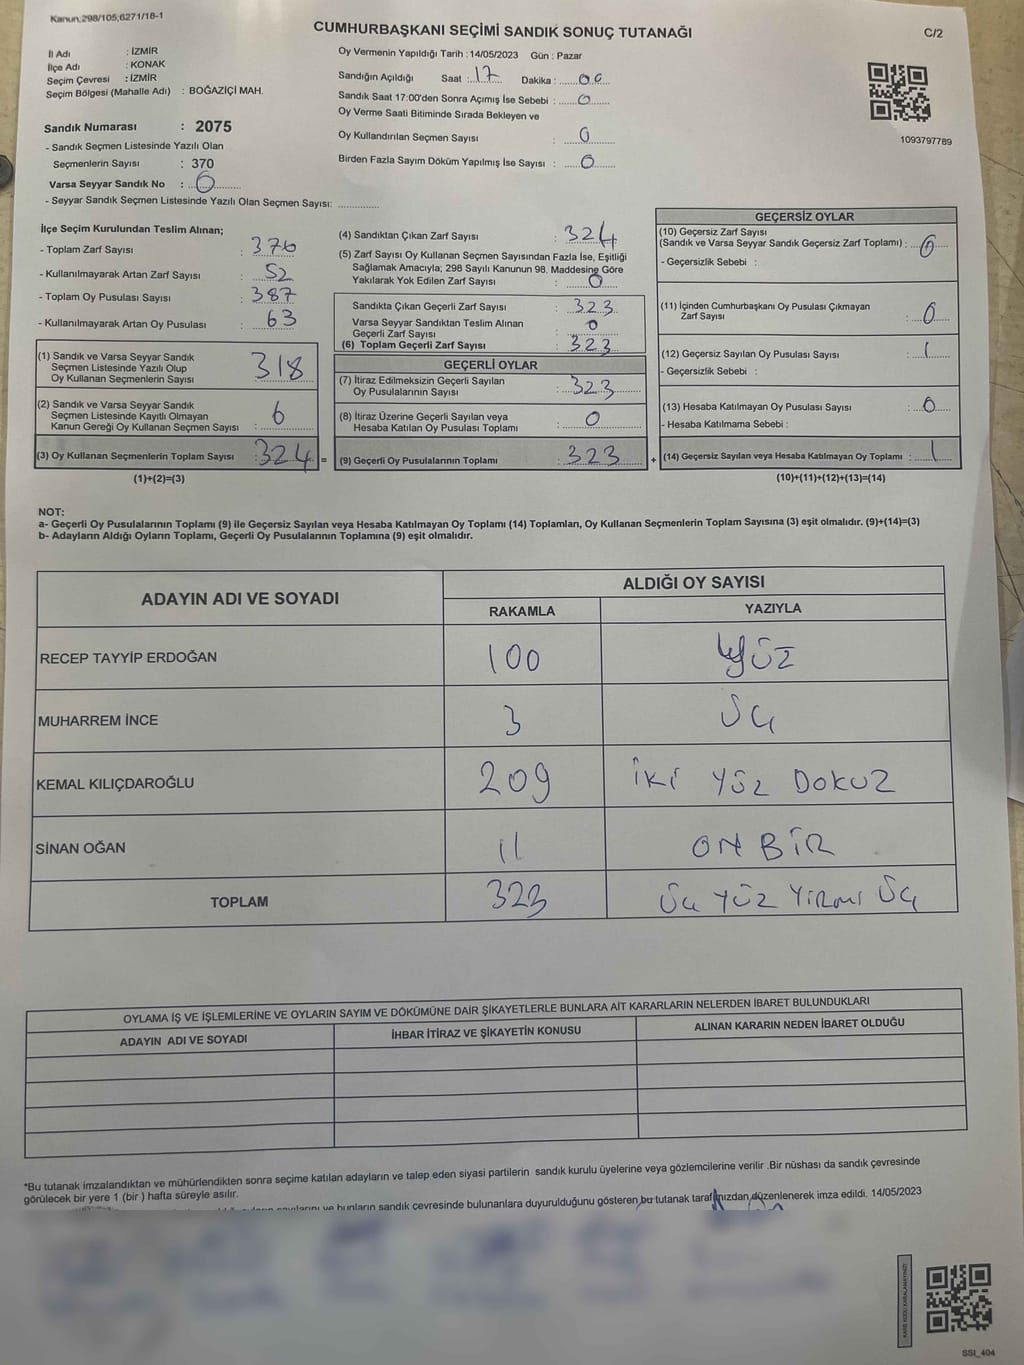 Kanun,298/105;6271/18-1
CUMHURBAŞKANI SEÇİMİ SANDIK SONUÇ TUTANAĞI
C/2
İl Adı : İZMİR
İlçe Adı : KONAK
Seçim Çevresi : İZMİR
Seçim Bölgesi (Mahalle Adı) : BOĞAZİÇİ MAH.
Oy Vermenin Yapıldığı Tarih : 14/05/2023 Gün : Pazar
Sandığın Açıldığı Saat : 17 Dakika : 00
Sandık Saat 17:00'den Sonra Açımış İse Sebebi : 0
Oy Verme Saati Bitiminde Sırada Bekleyen ve
Oy Kullandırılan Seçmen Sayısı : 0
Birden Fazla Sayım Döküm Yapılmış İse Sayısı : 0
1093797789
Sandık Numarası : 2075
- Sandık Seçmen Listesinde Yazılı Olan
Seçmenlerin Sayısı : 370
Varsa Seyyar Sandık No : 0
- Seyyar Sandık Seçmen Listesinde Yazılı Olan Seçmen Sayısı:
İlçe Seçim Kurulundan Teslim Alınan;
- Toplam Zarf Sayısı : 376
- Kullanılmayarak Artan Zarf Sayısı : 52
- Toplam Oy Pusulası Sayısı : 387
- Kullanılmayarak Artan Oy Pusulası : 63
(1) Sandık ve Varsa Seyyar Sandık
Seçmen Listesinde Yazılı Olup
Oy Kullanan Seçmenlerin Sayısı : 318
(2) Sandık ve Varsa Seyyar Sandık
Seçmen Listesinde Kayıtlı Olmayan
Kanun Gereği Oy Kullanan Seçmen Sayısı : 6
(3) Oy Kullanan Seçmenlerin Toplam Sayısı : 324 =
(1)+(2)=(3)
(4) Sandıktan Çıkan Zarf Sayısı : 324
(5) Zarf Sayısı Oy Kullanan Seçmen Sayısından Fazla İse, Eşitliği
Sağlamak Amacıyla; 298 Sayılı Kanunun 98. Maddesine Göre
Yakılarak Yok Edilen Zarf Sayısı : 0
Sandıkta Çıkan Geçerli Zarf Sayısı : 323
Varsa Seyyar Sandıktan Teslim Alınan
Geçerli Zarf Sayısı : 0
(6) Toplam Geçerli Zarf Sayısı : 323
GEÇERLİ OYLAR
(7) İtiraz Edilmeksizin Geçerli Sayılan
Oy Pusulalarının Sayısı : 323
(8) İtiraz Üzerine Geçerli Sayılan veya
Hesaba Katılan Oy Pusulası Toplamı : 0
(9) Geçerli Oy Pusulalarının Toplamı : 323 +
GEÇERSİZ OYLAR
(10) Geçersiz Zarf Sayısı
(Sandık ve Varsa Seyyar Sandık Geçersiz Zarf Toplamı) : 0
- Geçersizlik Sebebi :
(11) İçinden Cumhurbaşkanı Oy Pusulası Çıkmayan
Zarf Sayısı : 0
(12) Geçersiz Sayılan Oy Pusulası Sayısı : 1
- Geçersizlik Sebebi :
(13) Hesaba Katılmayan Oy Pusulası Sayısı : 0
- Hesaba Katılmama Sebebi :
(14) Geçersiz Sayılan veya Hesaba Katılmayan Oy Toplamı : 1
(10)+(11)+(12)+(13)=(14)
NOT:
a- Geçerli Oy Pusulalarının Toplamı (9) ile Geçersiz Sayılan veya Hesaba Katılmayan Oy Toplamı (14) Toplamları, Oy Kullanan Seçmenlerin Toplam Sayısına (3) eşit olmalıdır. (9)+(14)=(3)
b- Adayların Aldığı Oyların Toplamı, Geçerli Oy Pusulalarının Toplamına (9) eşit olmalıdır.
ADAYIN ADI VE SOYADI
ALDIĞI OY SAYISI
RAKAMLA YAZIYLA
RECEP TAYYİP ERDOĞAN 100 YÜZ
MUHARREM İNCE 3 ÜÇ
KEMAL KILIÇDAROĞLU 209 İKİ YÜZ DOKUZ
SİNAN OĞAN 11 ON BİR
TOPLAM 323 ÜÇ YÜZ YİRMİ ÜÇ
OYLAMA İŞ VE İŞLEMLERİNE VE OYLARIN SAYIM VE DÖKÜMÜNE DAİR ŞİKAYETLERLE BUNLARA AİT KARARLARIN NELERDEN İBARET BULUNDUKLARI
ADAYIN ADI VE SOYADI İHBAR İTİRAZ VE ŞİKAYETİN KONUSU ALINAN KARARIN NEDEN İBARET OLDUĞU
*Bu tutanak imzalandıktan ve mühürlendikten sonra seçime katılan adayların ve talep eden siyasi partilerin sandık kurulu üyelerine veya gözlemcilerine verilir .Bir nüshası da sandık çevresinde
görülecek bir yere 1 (bir ) hafta süreyle asılır.
sayılarını ve bunların sandık çevresinde bulunanlara duyurulduğunu gösteren bu tutanak tarafımızdan düzenlenerek imza edildi. 14/05/2023
KARE KODU KARALAMAYINIZ!
SSI_404